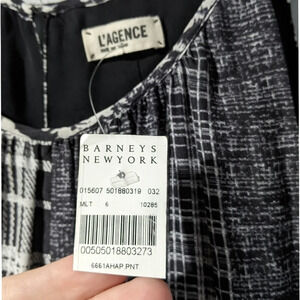 L'AGENCE
BARNEYS
NEWYORK
015607 501880319 032
MLT 6 10285
00505018803273
6661AHAP.PNT